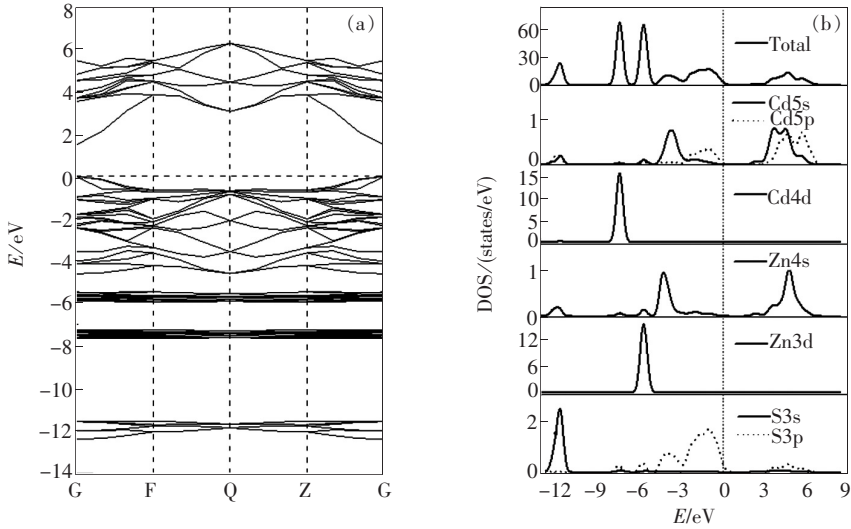 (a)
8
6
4
2
0
−2
−4
−6
−8
−10
−12
−14
E/eV
G F Q Z G
(b)
DOS/(states/eV)
60
30
0
Total
1
0
Cd5s
Cd5p
15
10
5
0
Cd4d
1
0
Zn4s
12
8
4
0
Zn3d
2
0
S3s
S3p
−12 −9 −6 −3 0 3 6 9
E/eV